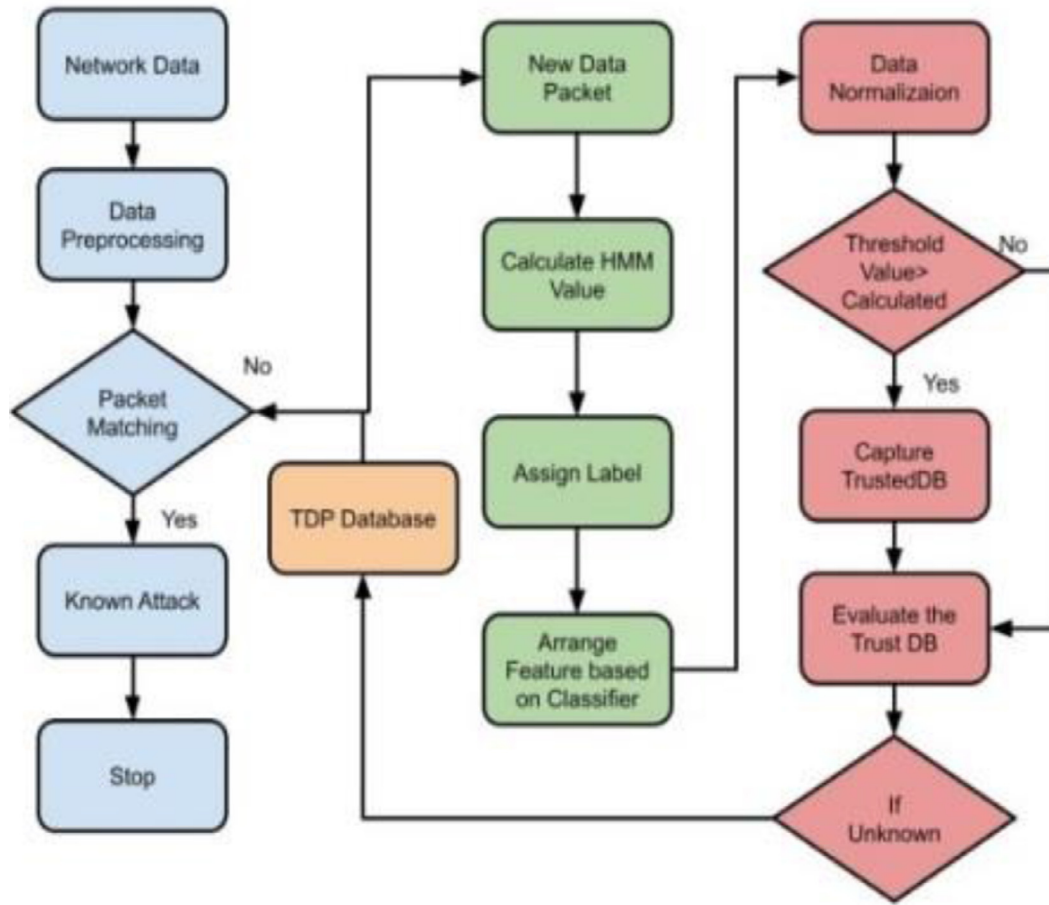 Network Data
Data
Preprocessing
Packet
Matching
No
Yes
Known Attack
Stop
TDP Database
New Data
Packet
Calculate HMM
Value
Assign Label
Arrange
Feature based
on Classifier
Data
Normalizaion
Threshold
Value>
Calculated
No
Yes
Capture
TrustedDB
Evaluate the
Trust DB
If
Unknown